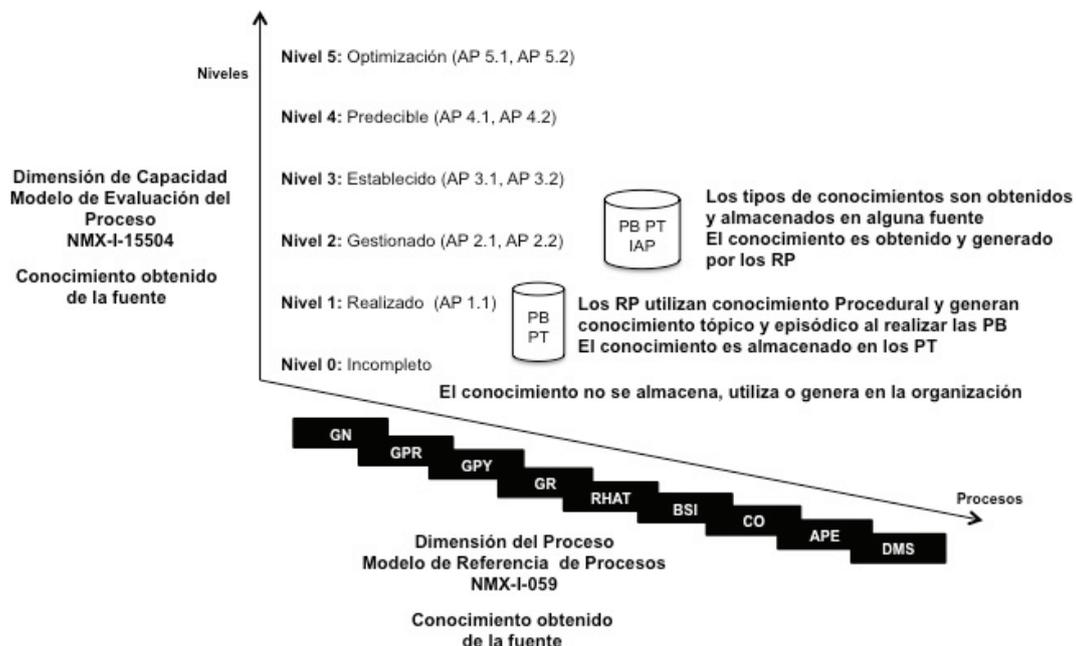 Nivel 5: Optimización (AP 5.1, AP 5.2)
Niveles
Nivel 4: Predecible (AP 4.1, AP 4.2)
Nivel 3: Establecido (AP 3.1, AP 3.2)
Dimensión de Capacidad
Modelo de Evaluación del
Proceso
NMX-I-15504
Conocimiento obtenido
de la fuente
Nivel 2: Gestionado (AP 2.1, AP 2.2)
PB PT
IAP
Los tipos de conocimientos son obtenidos
y almacenados en alguna fuente
El conocimiento es obtenido y generado
por los RP
Nivel 1: Realizado (AP 1.1)
PB
PT
Los RP utilizan conocimiento Procedural y generan
conocimiento tópico y episódico al realizar las PB
El conocimiento es almacenado en los PT
Nivel 0: Incompleto
El conocimiento no se almacena, utiliza o genera en la organización
GN
GPR
GPY
GR
RHAT
BSI
CO
APE
DMS
Procesos
Dimensión del Proceso
Modelo de Referencia de Procesos
NMX-I-059
Conocimiento obtenido
de la fuente